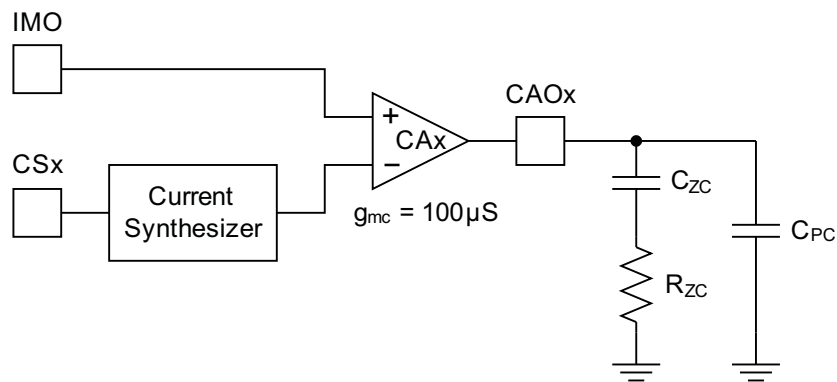 IMO
CAOx
+
CAx
−
CSx
Current
Synthesizer
gmc = 100µS
CZC
CPC
RZC